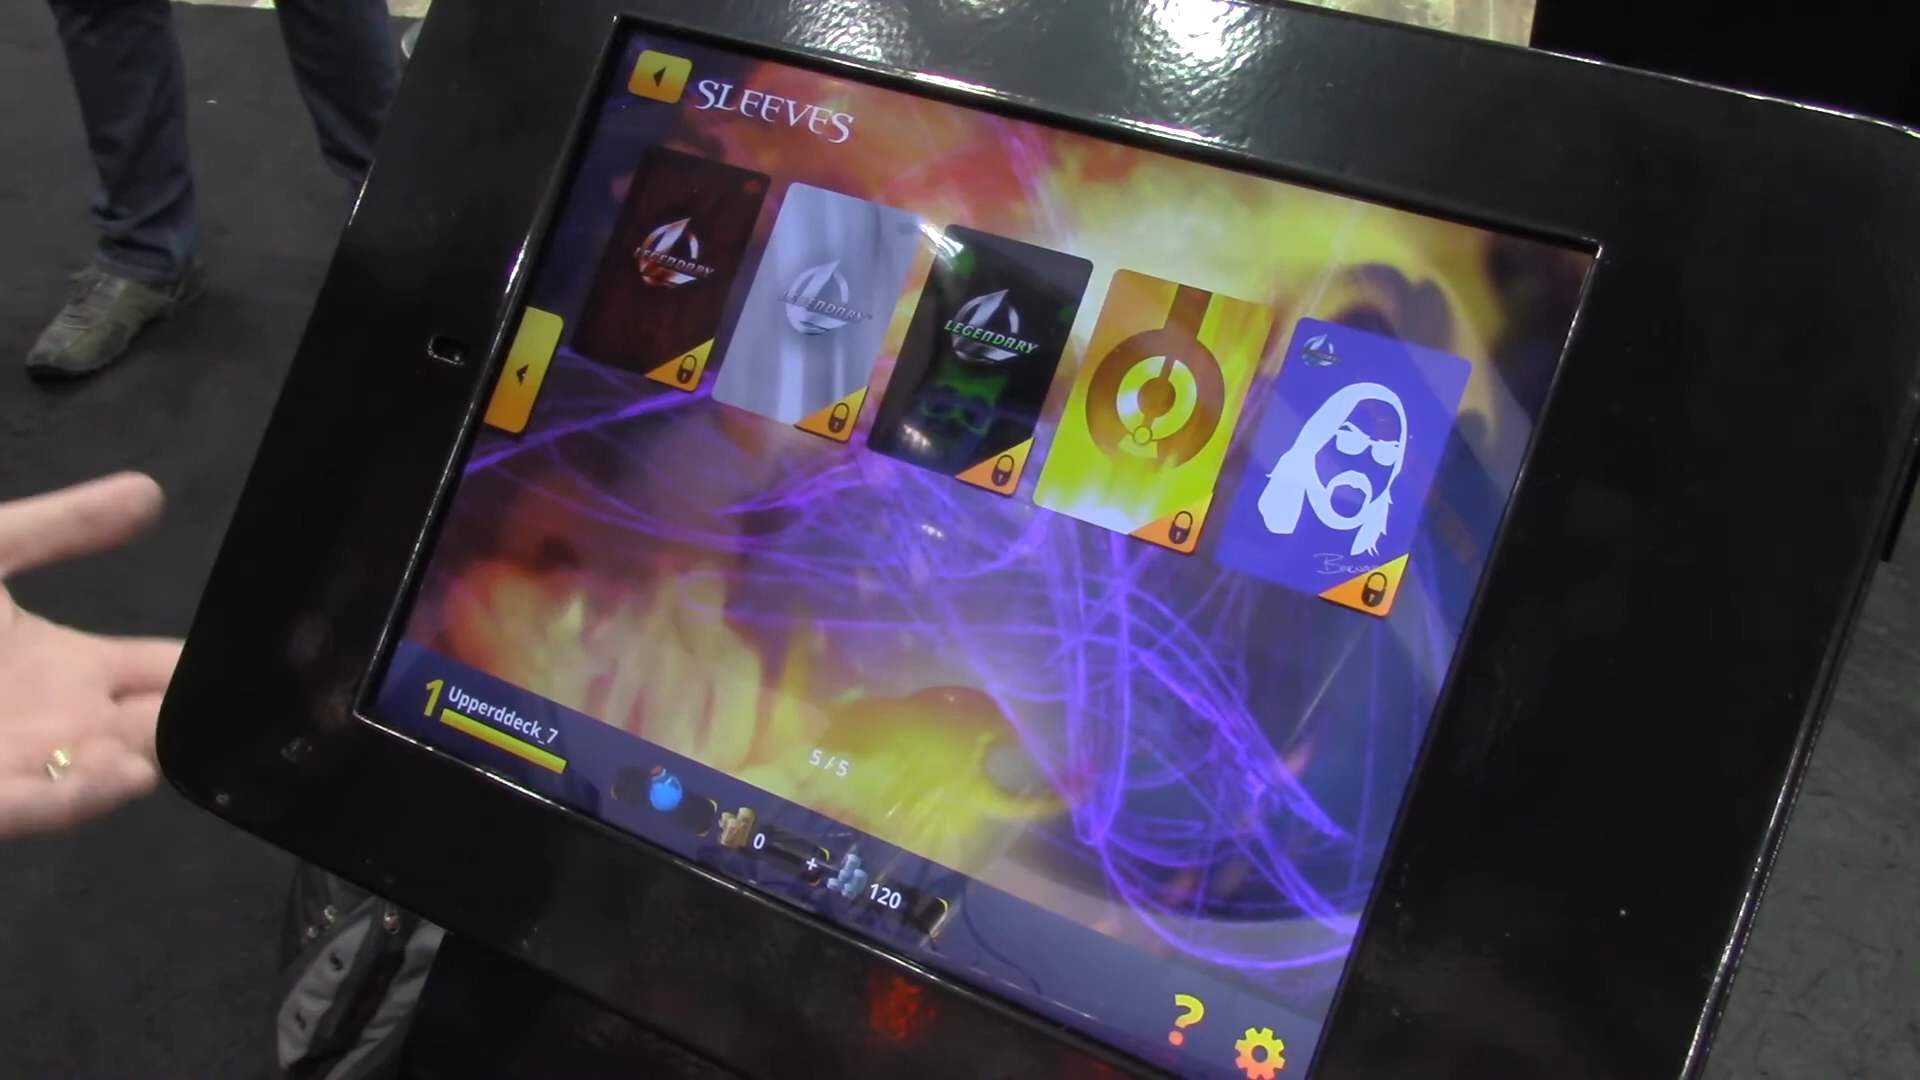 SLEEVES
LEGENDARY
LEGENDARY
LEGENDARY
1 Upperddeck_7
5/5
0
+
120
?